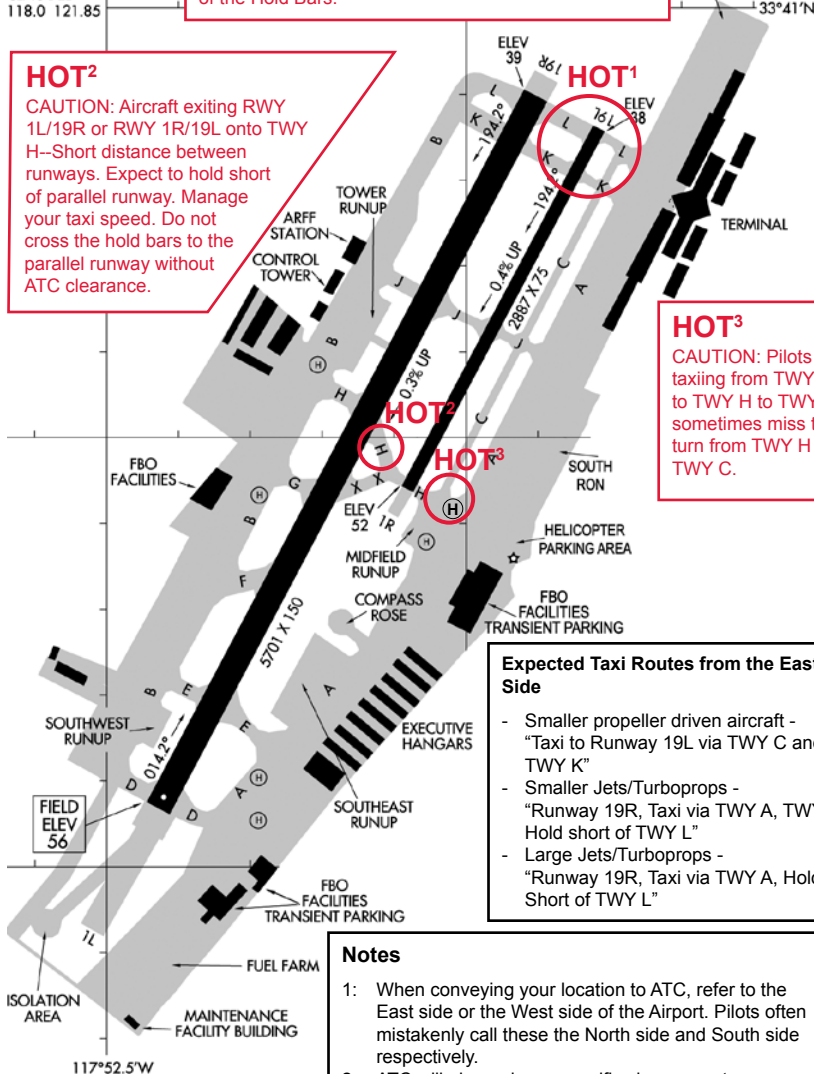 118.0 121.85
of the Hold Bars.
33°41'N
HOT²
CAUTION: Aircraft exiting RWY
1L/19R or RWY 1R/19L onto TWY
H--Short distance between
runways. Expect to hold short
of parallel runway. Manage
your taxi speed. Do not
cross the hold bars to the
parallel runway without
ATC clearance.
ELEV
39
19R
HOT¹
ELEV
38
19L
L
L
L
K
K
K
B
194.2°
194.2°
TOWER
RUNUP
ARFF
STATION
CONTROL
TOWER
TERMINAL
0.4% UP
2887 X 75
C
A
J
J
J
B
H
H
0.3% UP
HOT³
CAUTION: Pilots
taxiing from TWY
to TWY H to TWY
sometimes miss t
turn from TWY H
TWY C.
HOT²
H
HOT³
C
A
SOUTH
RON
FBO
FACILITIES
H
G
X
X
H
H
B
ELEV
52
1R
MIDFIELD
RUNUP
H
HELICOPTER
PARKING AREA
F
COMPASS
ROSE
FBO
FACILITIES
TRANSIENT PARKING
5701 X 150
B
E
E
A
SOUTHWEST
RUNUP
014.2°
D
D
A
H
H
EXECUTIVE
HANGARS
SOUTHEAST
RUNUP
FIELD
ELEV
56
Expected Taxi Routes from the East
Side
- Smaller propeller driven aircraft -
“Taxi to Runway 19L via TWY C and
TWY K”
- Smaller Jets/Turboprops -
“Runway 19R, Taxi via TWY A, TWY
Hold short of TWY L”
- Large Jets/Turboprops -
“Runway 19R, Taxi via TWY A, Hold
Short of TWY L”
FBO
FACILITIES
TRANSIENT PARKING
1L
FUEL FARM
ISOLATION
AREA
MAINTENANCE
FACILITY BUILDING
117°52.5'W
Notes
1: When conveying your location to ATC, refer to the
East side or the West side of the Airport. Pilots often
mistakenly call these the North side and South side
respectively.